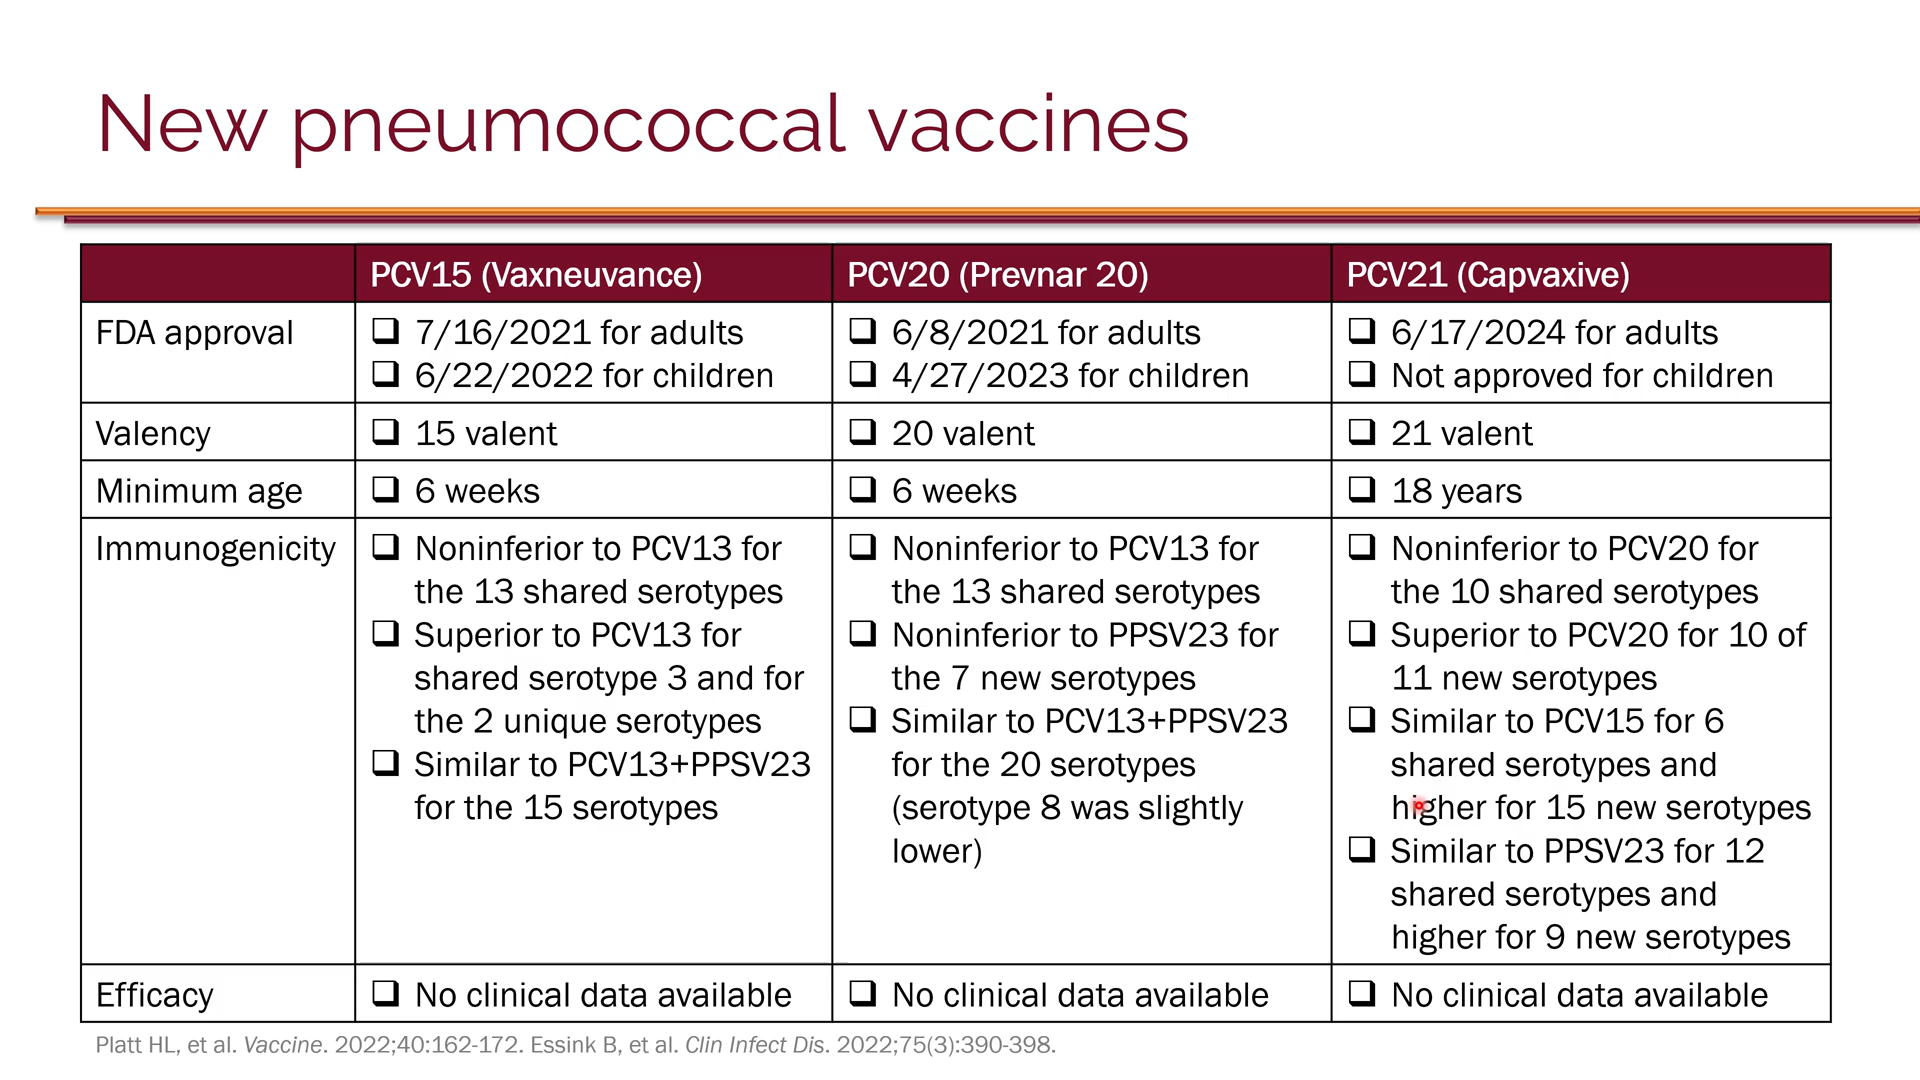 New pneumococcal vaccines
PCV15 (Vaxneuvance)
PCV20 (Prevnar 20)
PCV21 (Capvaxive)
FDA approval
7/16/2021 for adults
6/22/2022 for children
6/8/2021 for adults
4/27/2023 for children
6/17/2024 for adults
Not approved for children
Valency
15 valent
20 valent
21 valent
Minimum age
6 weeks
6 weeks
18 years
Immunogenicity
Noninferior to PCV13 for
the 13 shared serotypes
Superior to PCV13 for
shared serotype 3 and for
the 2 unique serotypes
Similar to PCV13+PPSV23
for the 15 serotypes
Noninferior to PCV13 for
the 13 shared serotypes
Noninferior to PPSV23 for
the 7 new serotypes
Similar to PCV13+PPSV23
for the 20 serotypes
(serotype 8 was slightly
lower)
Noninferior to PCV20 for
the 10 shared serotypes
Superior to PCV20 for 10 of
11 new serotypes
Similar to PCV15 for 6
shared serotypes and
higher for 15 new serotypes
Similar to PPSV23 for 12
shared serotypes and
higher for 9 new serotypes
Efficacy
No clinical data available
No clinical data available
No clinical data available
Platt HL, et al. Vaccine. 2022;40:162-172. Essink B, et al. Clin Infect Dis. 2022;75(3):390-398.